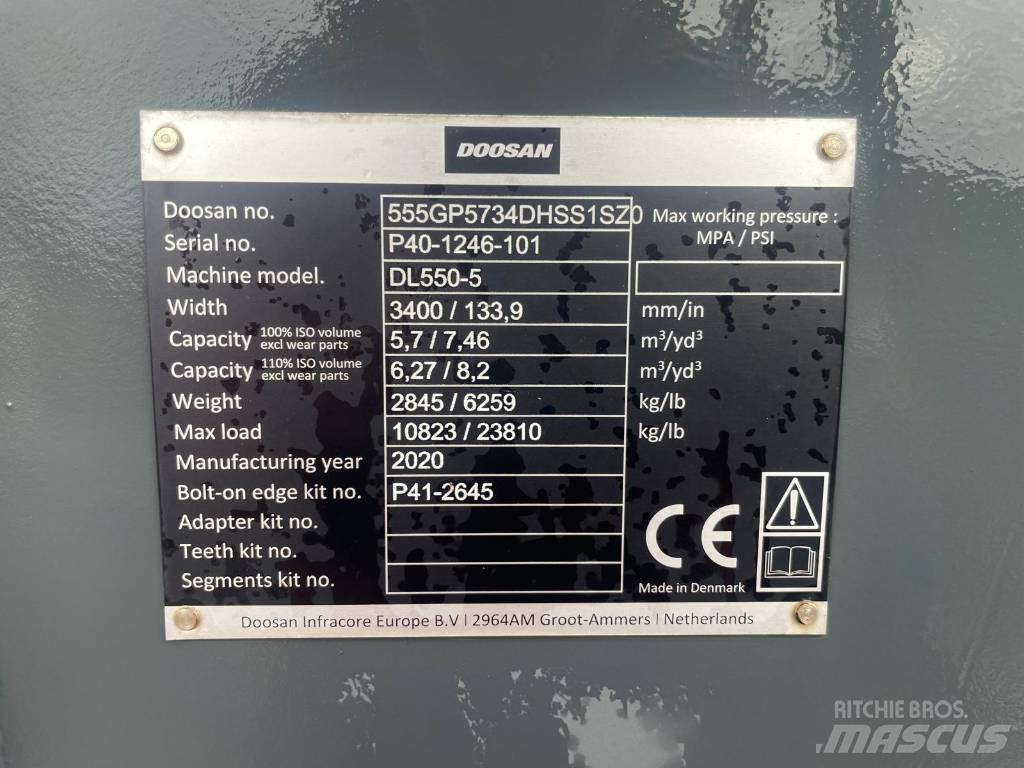 DOOSAN
Doosan no. 555GP5734DHSS1SZ0 Max working pressure :
MPA / PSI
Serial no. P40-1246-101
Machine model. DL550-5
Width 3400 / 133,9 mm/in
Capacity 100% ISO volume excl wear parts 5,7 / 7,46 m³/yd³
Capacity 110% ISO volume excl wear parts 6,27 / 8,2 m³/yd³
Weight 2845 / 6259 kg/lb
Max load 10823 / 23810 kg/lb
Manufacturing year 2020
Bolt-on edge kit no. P41-2645
Adapter kit no.
Teeth kit no.
Segments kit no.
CE
Made in Denmark
Doosan Infracore Europe B.V | 2964AM Groot-Ammers | Netherlands
RITCHIE BROS.
MASCUS